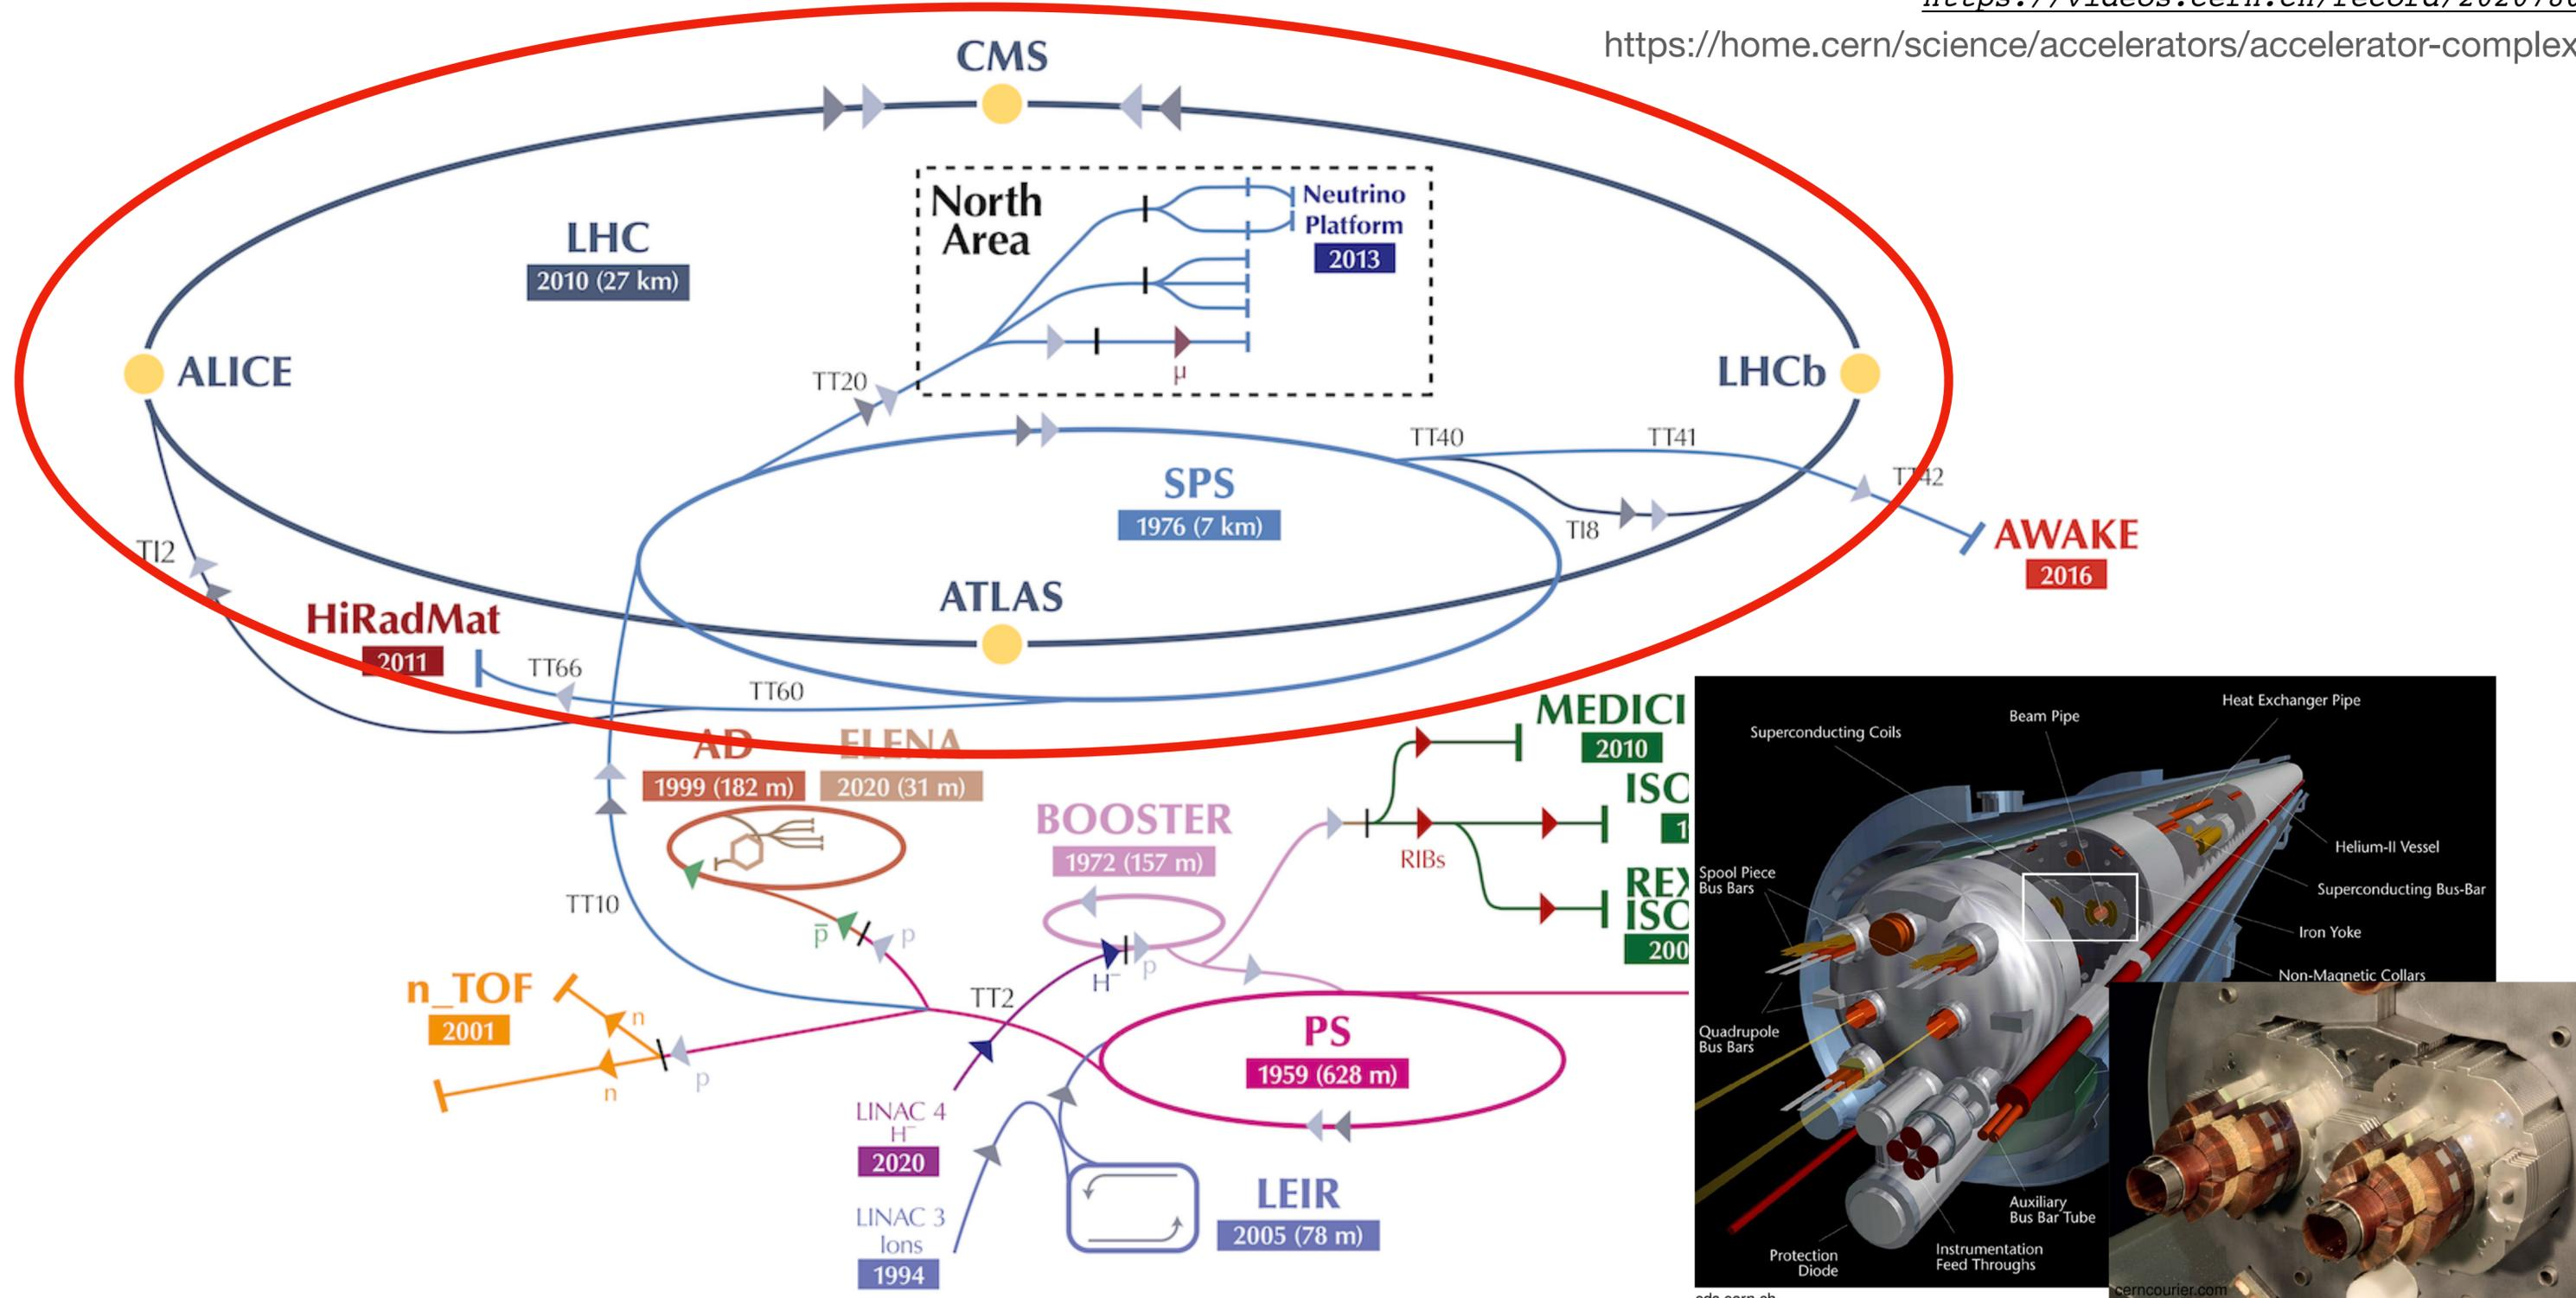 https://home.cern/science/accelerators/accelerator-complex
CMS
North
Area
Neutrino
Platform
2013
LHC
2010 (27 km)
μ
ALICE
TT20
LHCb
TT40
TT41
TT42
SPS
1976 (7 km)
TI8
AWAKE
2016
TI2
ATLAS
HiRadMat
2011
TT66
TT60
AD
ELENA
1999 (182 m)
2020 (31 m)
MEDICI
2010
ISO
BOOSTER
1972 (157 m)
RIBs
REX
ISO
200
TT10
p̄
p
H⁻
p
n_TOF
2001
n
n
p
TT2
PS
1959 (628 m)
LINAC 4
H⁻
2020
LINAC 3
Ions
1994
LEIR
2005 (78 m)
Superconducting Coils
Beam Pipe
Heat Exchanger Pipe
Helium-II Vessel
Spool Piece
Bus Bars
Superconducting Bus-Bar
Iron Yoke
Non-Magnetic Collars
Quadrupole
Bus Bars
Auxiliary
Bus Bar Tube
Protection
Diode
Instrumentation
Feed Throughs
cerncourier.com